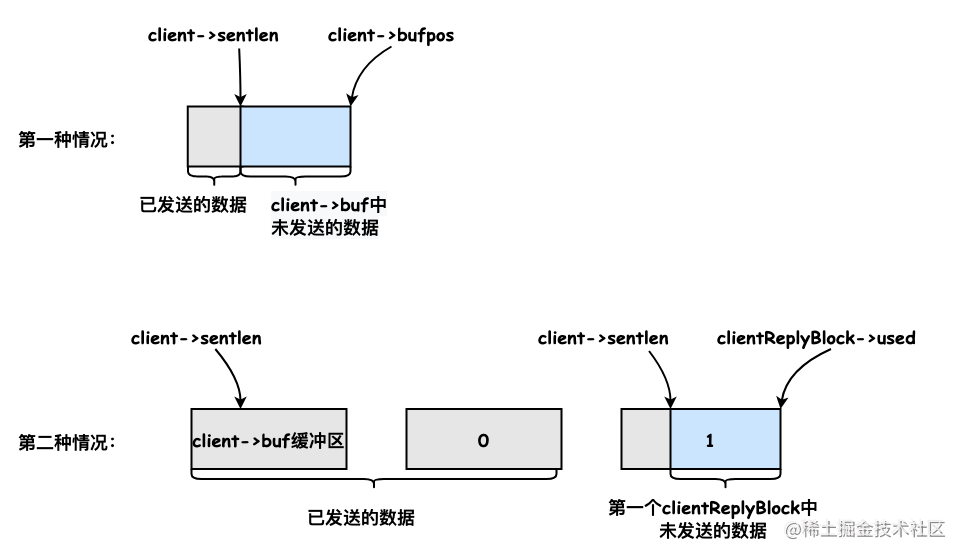 client->sentlen
client->bufpos
第一种情况：
已发送的数据
client->buf中
未发送的数据
client->sentlen
client->sentlen
clientReplyBlock->used
第二种情况：
client->buf缓冲区
0
1
已发送的数据
第一个clientReplyBlock中
未发送的数据
@稀土掘金技术社区